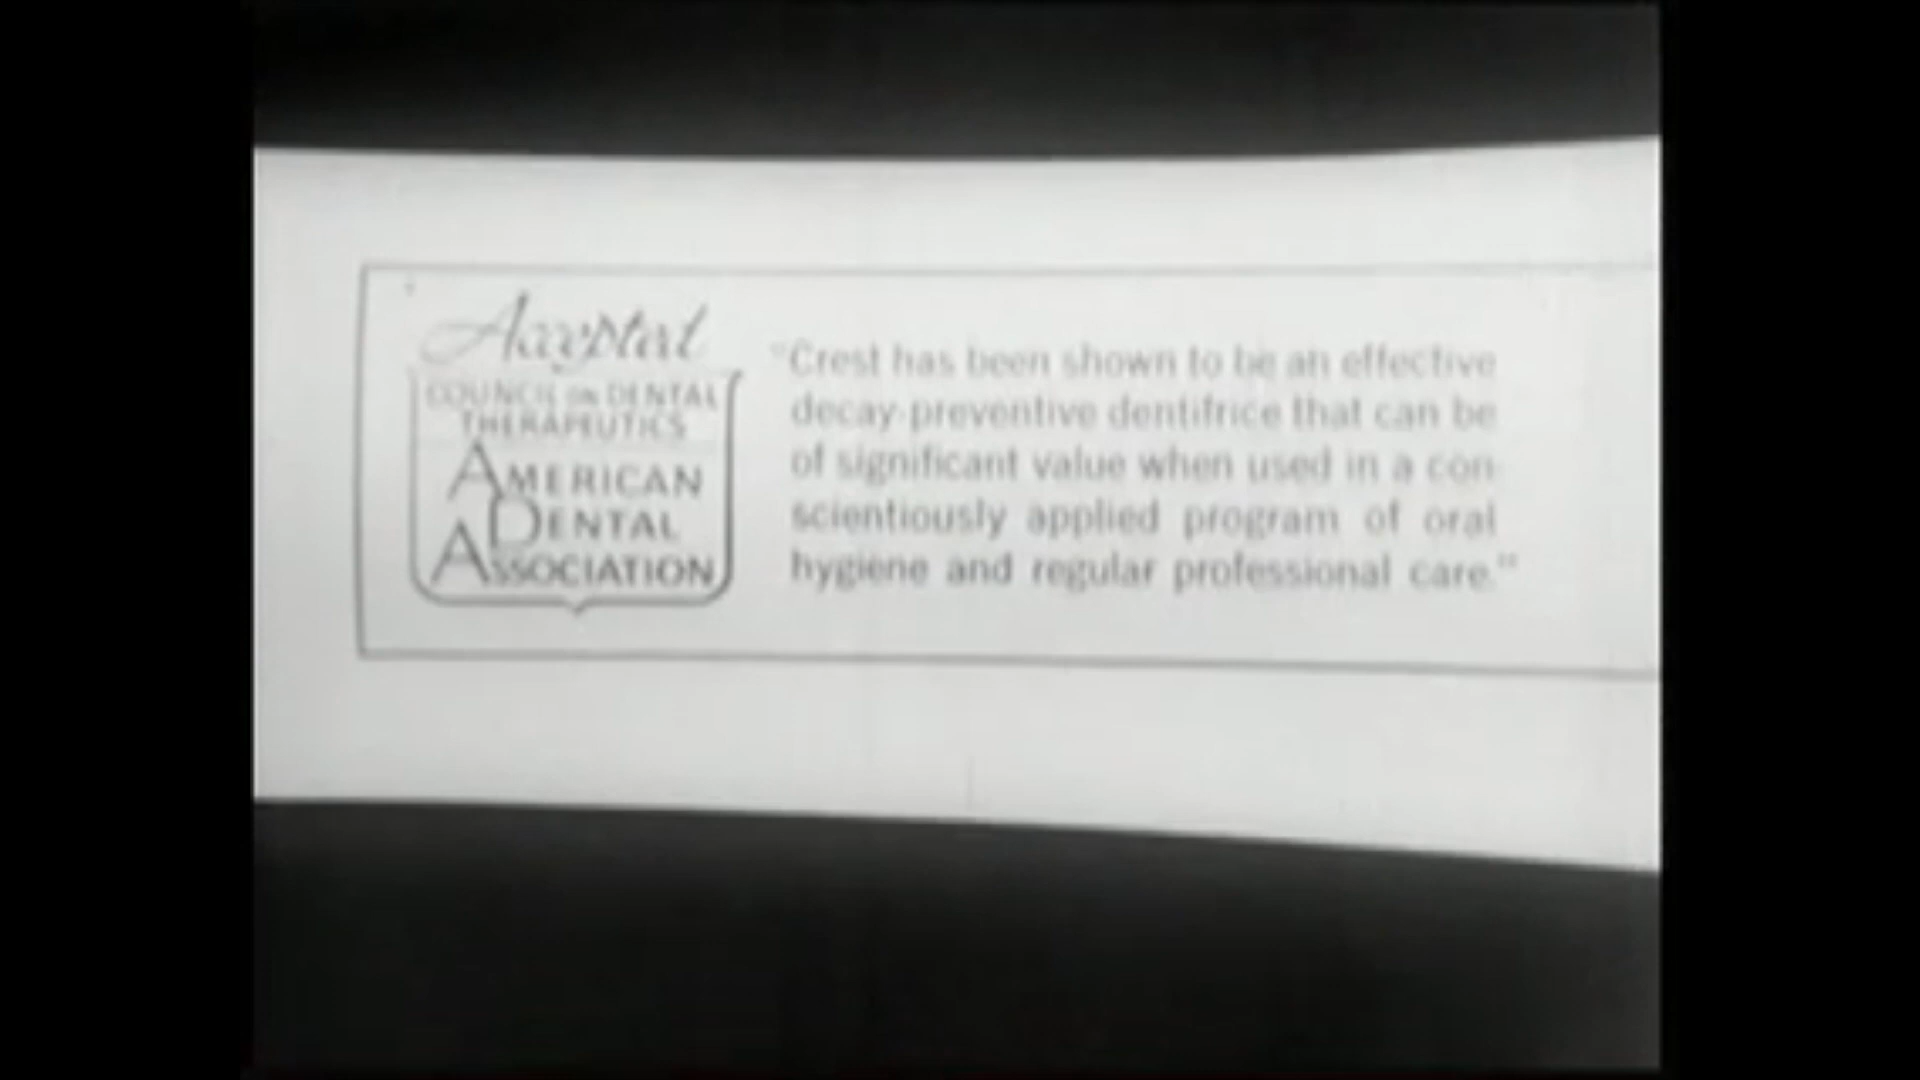 Accepted
COUNCIL ON DENTAL
THERAPEUTICS
AMERICAN
DENTAL
ASSOCIATION
"Crest has been shown to be an effective
decay-preventive dentifrice that can be
of significant value when used in a con-
scientiously applied program of oral
hygiene and regular professional care."